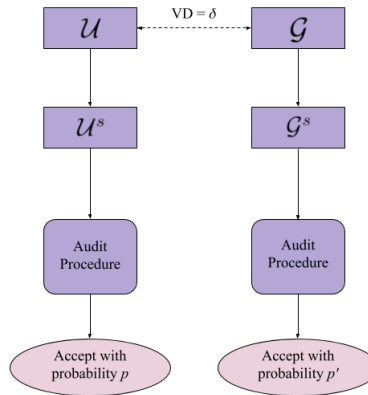 𝒰 VD = δ 𝒢
𝒰ˢ 𝒢ˢ
Audit
Procedure
Audit
Procedure
Accept with
probability p
Accept with
probability p′